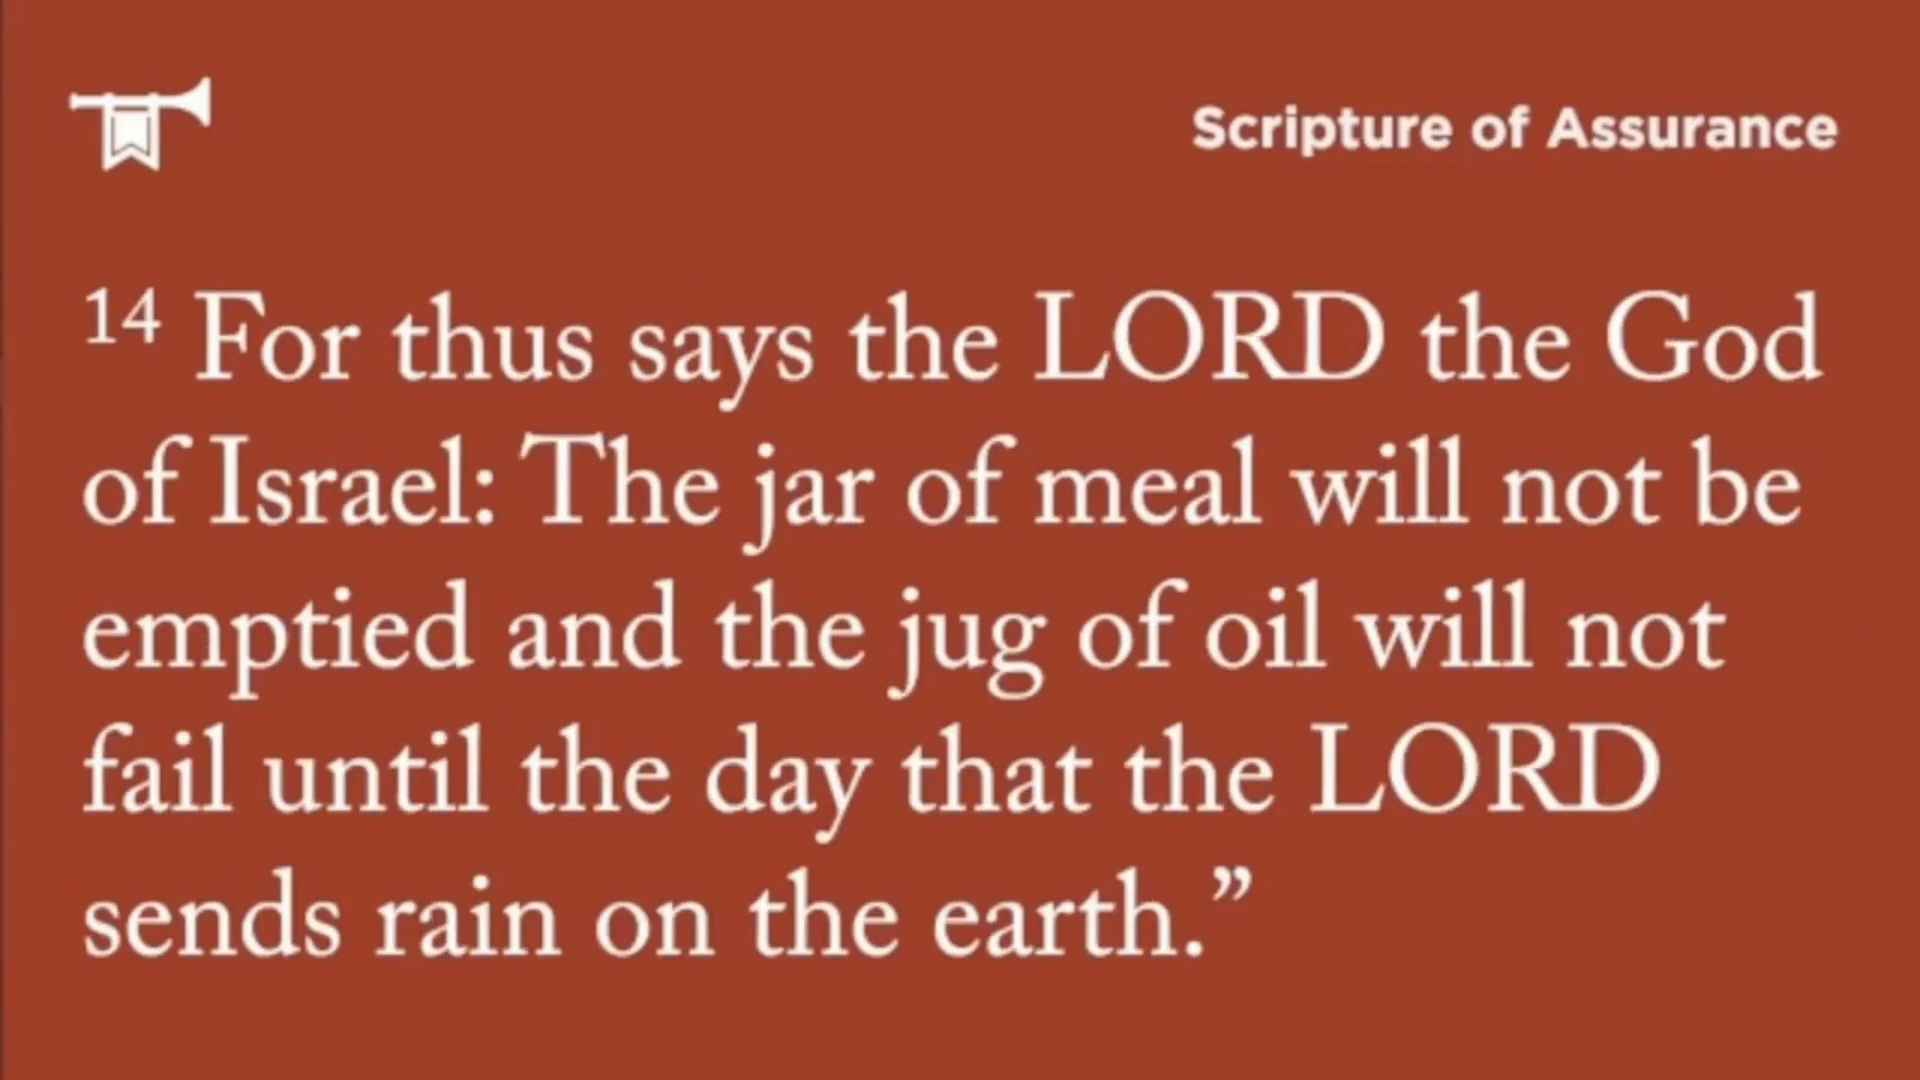 Scripture of Assurance
14 For thus says the LORD the God
of Israel: The jar of meal will not be
emptied and the jug of oil will not
fail until the day that the LORD
sends rain on the earth.”